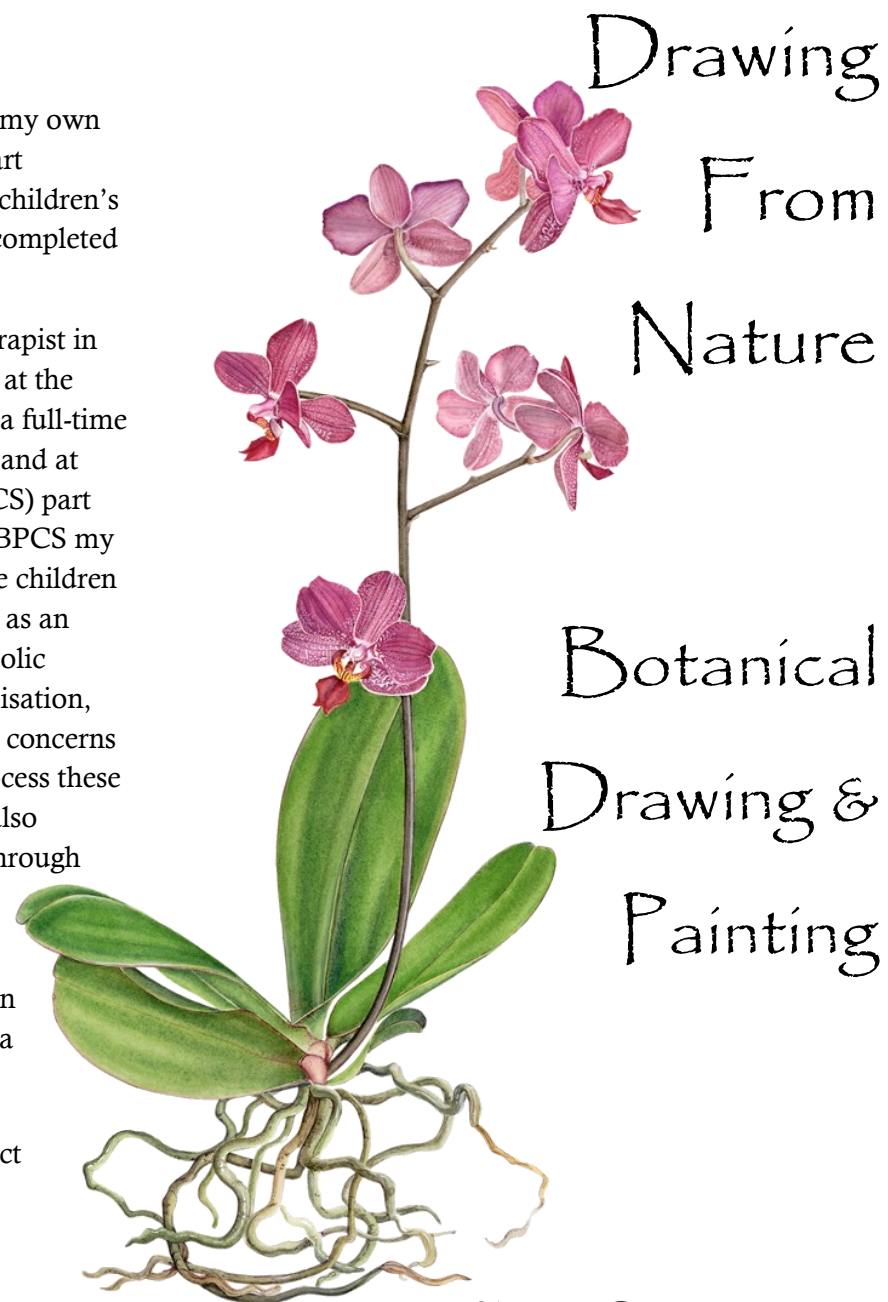 my own
art
children's
completed
rapist in
at the
a full-time
and at
CS) part
BPCS my
e children
as an
olic
isation,
concerns
cess these
also
hrough
n
a
ct
Drawing
From
Nature
Botanical
Drawing &
Painting